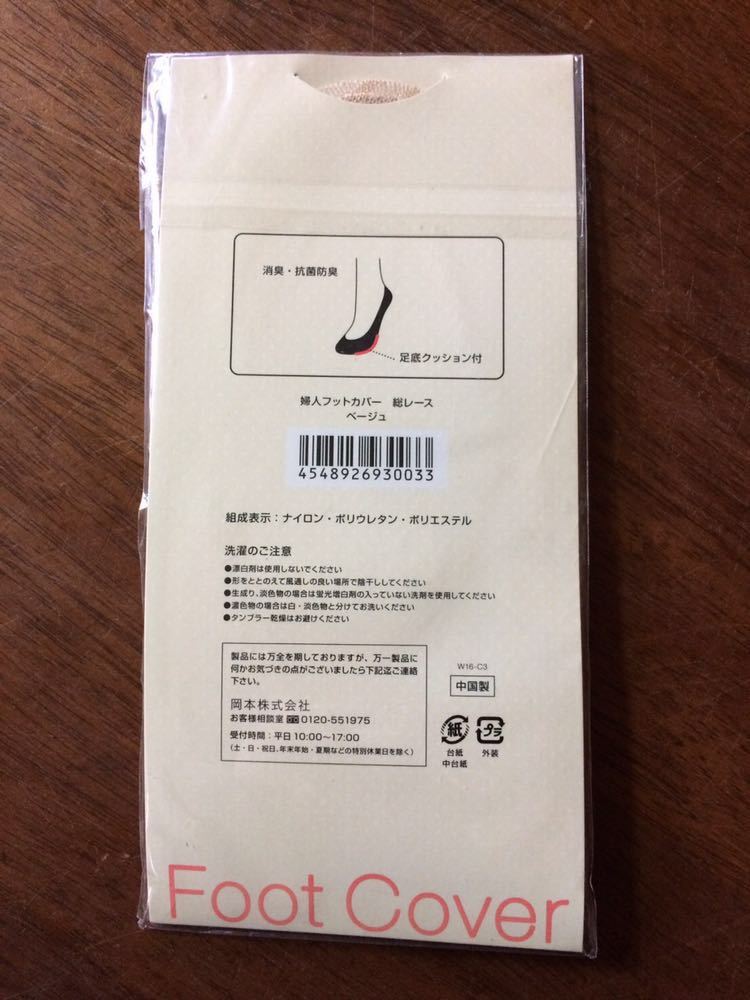 消臭・抗菌防臭
足底クッション付
婦人フットカバー 総レース
ベージュ
4548926930033
組成表示：ナイロン・ポリウレタン・ポリエステル
洗濯のご注意
●漂白剤は使用しないでください
●形をととのえて風通しの良い場所で陰干ししてください
●生成り、淡色物の場合は蛍光増白剤の入っていない洗剤を使用してください
●濃色物の場合は白・淡色物と分けてお洗いください
●タンブラー乾燥はお避けください
製品には万全を期しておりますが、万一製品に
何かお気づきの点がございましたら下記迄ご連絡
下さい。
岡本株式会社
お客様相談室 0120-551975
受付時間：平日10:00〜17:00
（土・日・祝日、年末年始・夏期などの特別休業日を除く）
W16-C3
中国製
紙 プラ
台紙 外装
中台紙
Foot Cover